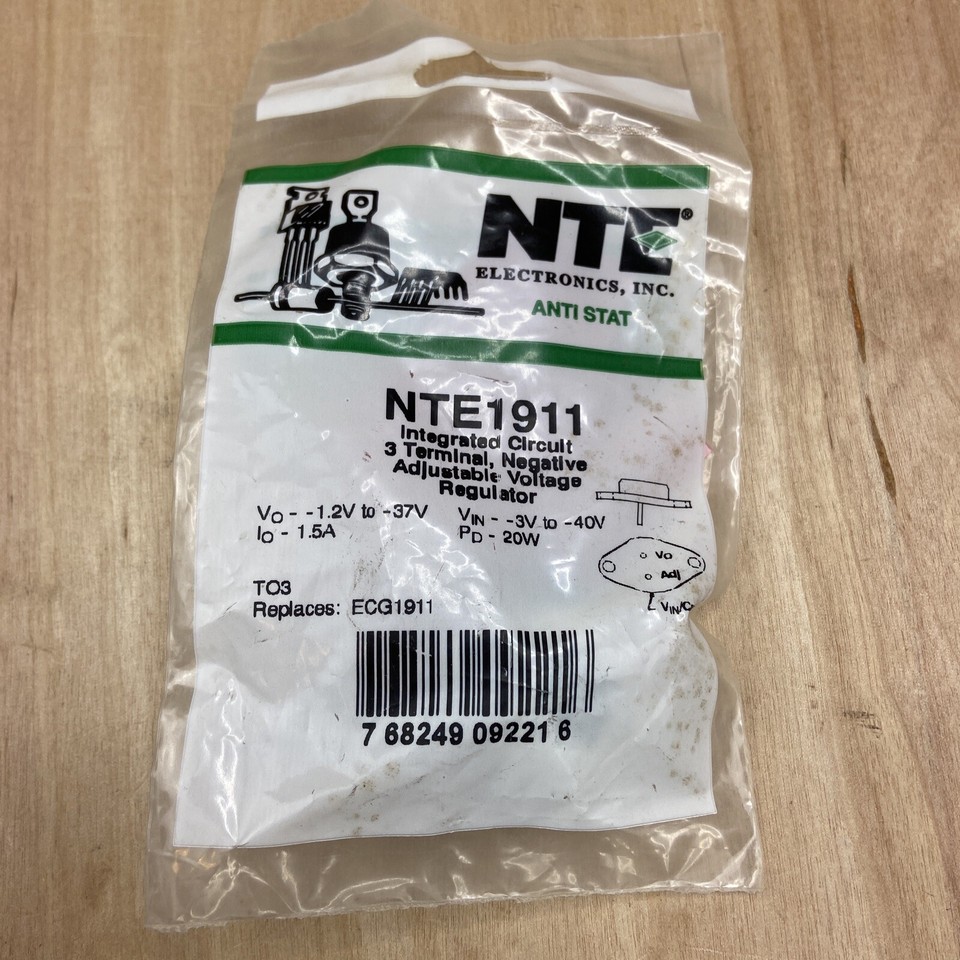 NTE®
ELECTRONICS, INC.
ANTI STAT
NTE1911
Integrated Circuit
3 Terminal, Negative
Adjustable Voltage
Regulator
VO - -1.2V to -37V VIN - -3V to -40V
IO - 1.5A PD - 20W
VO
Adj
VIN/C
TO3
Replaces: ECG1911
7 68249 09221 6